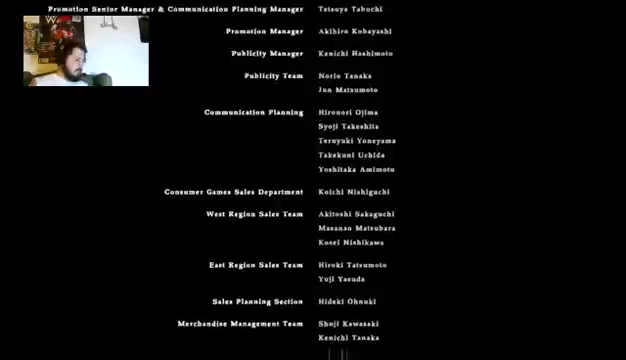 Promotion Senior Manager & Communication Planning Manager Tetsuya Tabuchi
Promotion Manager Akihiro Kobayashi
Publicity Manager Kenichi Hashimoto
Publicity Team Norio Tanaka
Jun Matsumoto
Communication Planning Hironori Ojima
Syoji Takeshita
Teruyuki Yoneyama
Takekuni Uchida
Yoshitaka Amimoto
Consumer Games Sales Department Koichi Nishiguchi
West Region Sales Team Akitoshi Sakaguchi
Masanao Matsubara
Kosei Nishikawa
East Region Sales Team Hiroki Tatsumoto
Yuji Yasuda
Sales Planning Section Hideki Ohnuki
Merchandise Management Team Shoji Kawasaki
Kenichi Tanaka